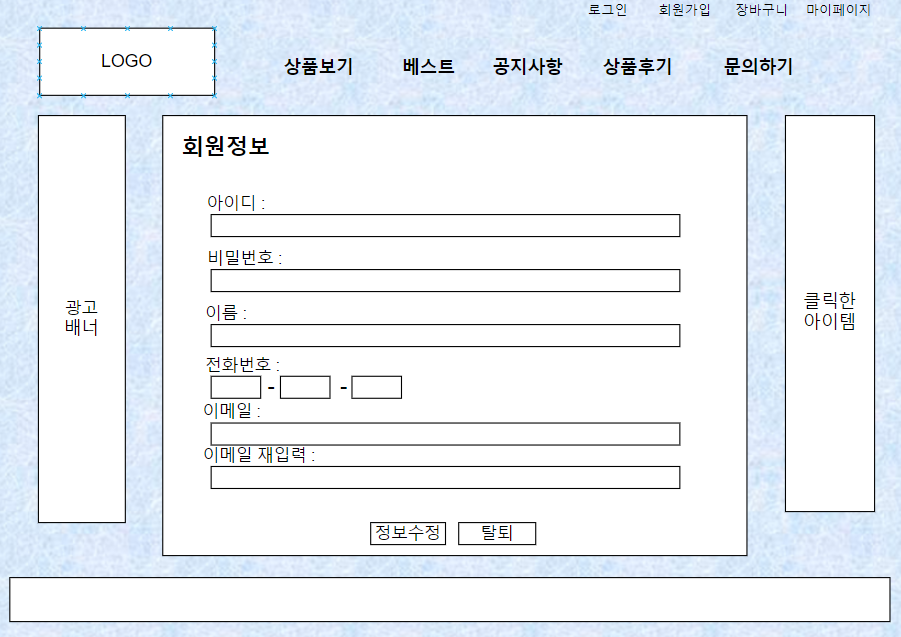 로그인 회원가입 장바구니 마이페이지
LOGO
상품보기 베스트 공지사항 상품후기 문의하기
회원정보
아이디 :
비밀번호 :
이름 :
전화번호 :
- -
이메일 :
이메일 재입력 :
정보수정 탈퇴
광고
배너
클릭한
아이템